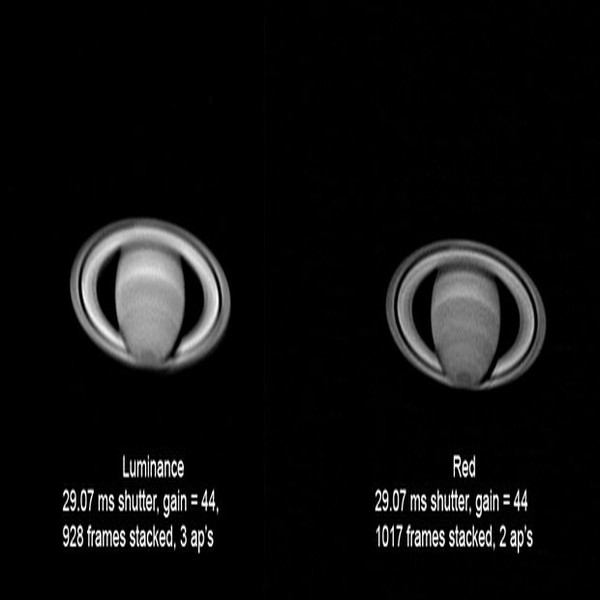 Luminance
29.07 ms shutter, gain = 44,
928 frames stacked, 3 ap's
Red
29.07 ms shutter, gain = 44
1017 frames stacked, 2 ap's